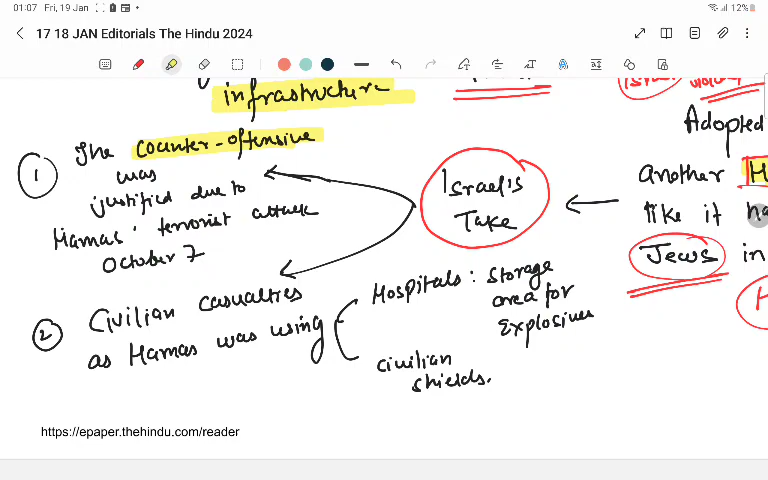 01:07 Fri, 19 Jan
12%
17 18 JAN Editorials The Hindu 2024
infrastructure
Adopted
another
like it
Jews in
Israel's
Take
1 The counter-offensive
was
justified due to
Hamas' terrorist attack
October 7
2 Civilian casualties
as Hamas was using
Hospitals : Storage
area for
Explosives
Civilian
shields.
https://epaper.thehindu.com/reader